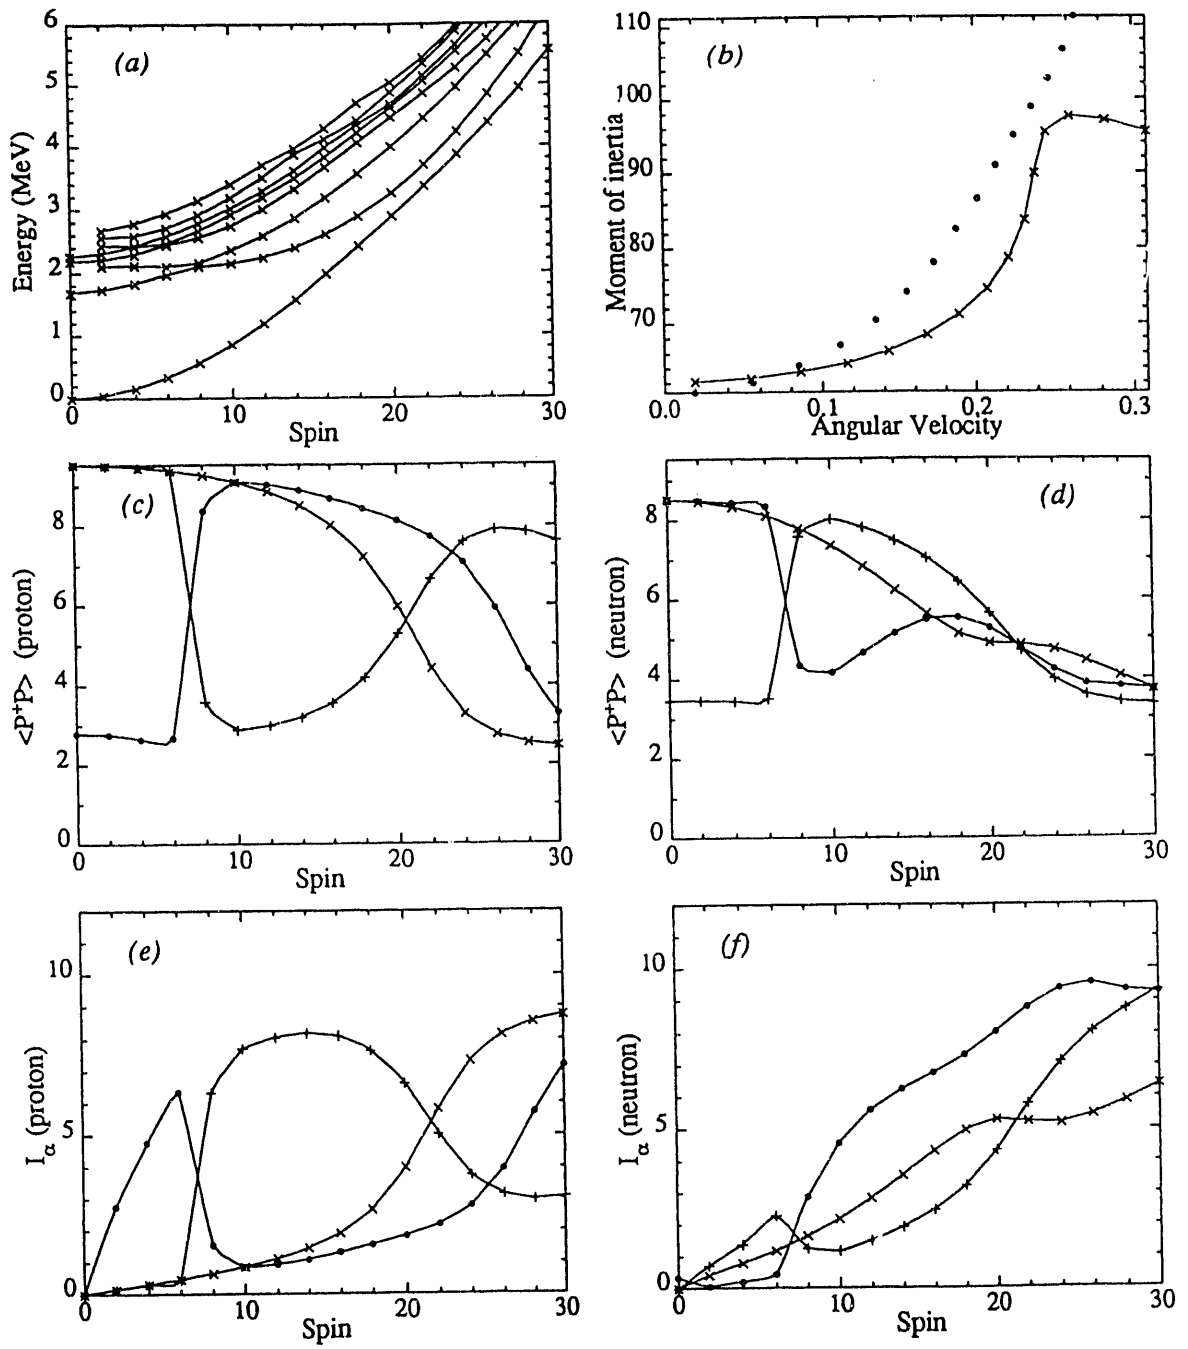 6
5
4
3
2
1
0
Energy (MeV)
(a)
0
10
20
30
Spin
110
100
90
80
70
Moment of inertia
(b)
0.0
0.1
0.2
0.3
Angular Velocity
8
6
4
2
0
<P⁺P> (proton)
(c)
0
10
20
30
Spin
8
6
4
2
0
<P⁺P> (neutron)
(d)
0
10
20
30
Spin
10
5
0
Iα (proton)
(e)
0
10
20
30
Spin
10
5
0
Iα (neutron)
(f)
0
10
20
30
Spin